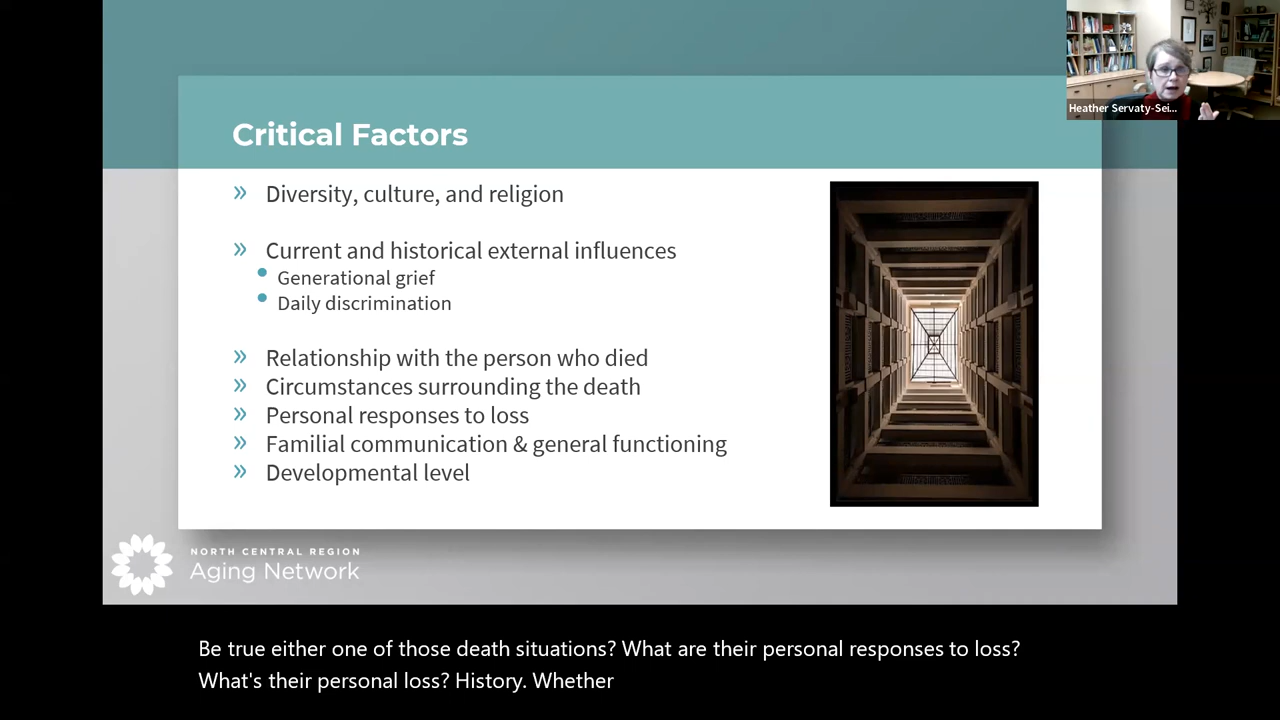 Heather Servaty-Sei...
Critical Factors
» Diversity, culture, and religion
» Current and historical external influences
• Generational grief
• Daily discrimination
» Relationship with the person who died
» Circumstances surrounding the death
» Personal responses to loss
» Familial communication & general functioning
» Developmental level
NORTH CENTRAL REGION
Aging Network
Be true either one of those death situations? What are their personal responses to loss?
What's their personal loss? History. Whether